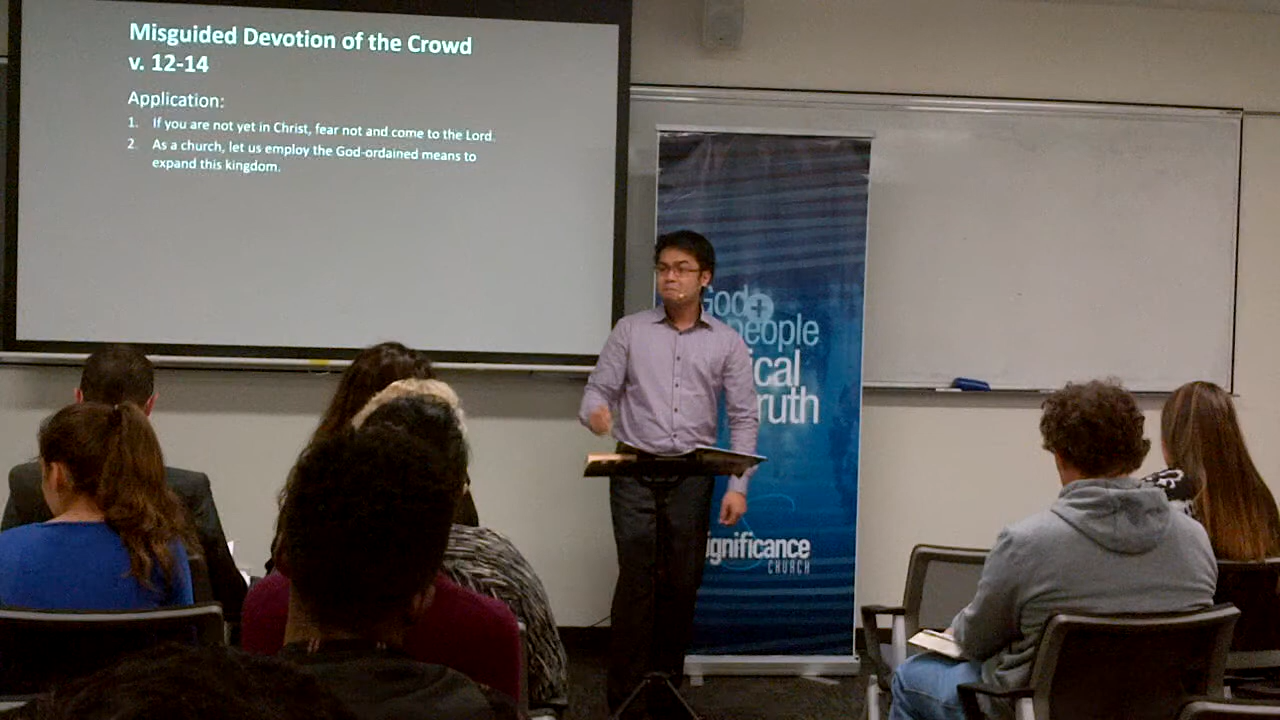 Misguided Devotion of the Crowd
v. 12-14
Application:
1. If you are not yet in Christ, fear not and come to the Lord.
2. As a church, let us employ the God-ordained means to
expand this kingdom.
God+
people
ical
ruth
ignificance
CHURCH